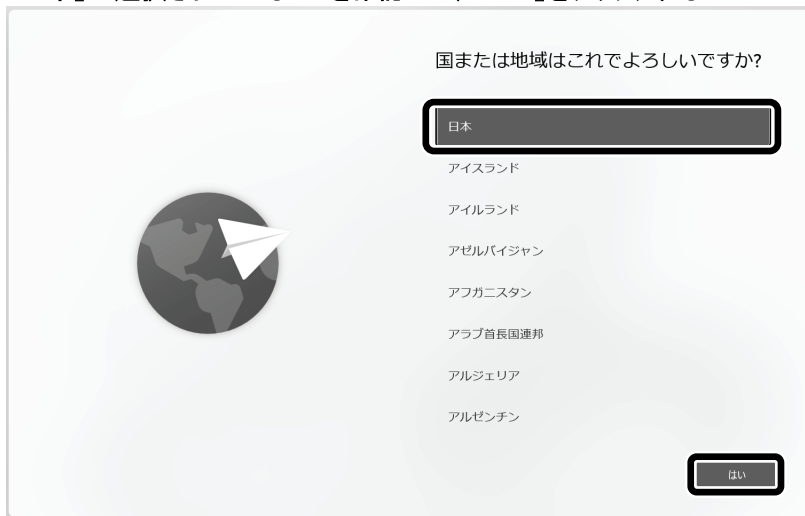 国または地域はこれでよろしいですか?
日本
アイスランド
アイルランド
アゼルバイジャン
アフガニスタン
アラブ首長国連邦
アルジェリア
アルゼンチン
はい